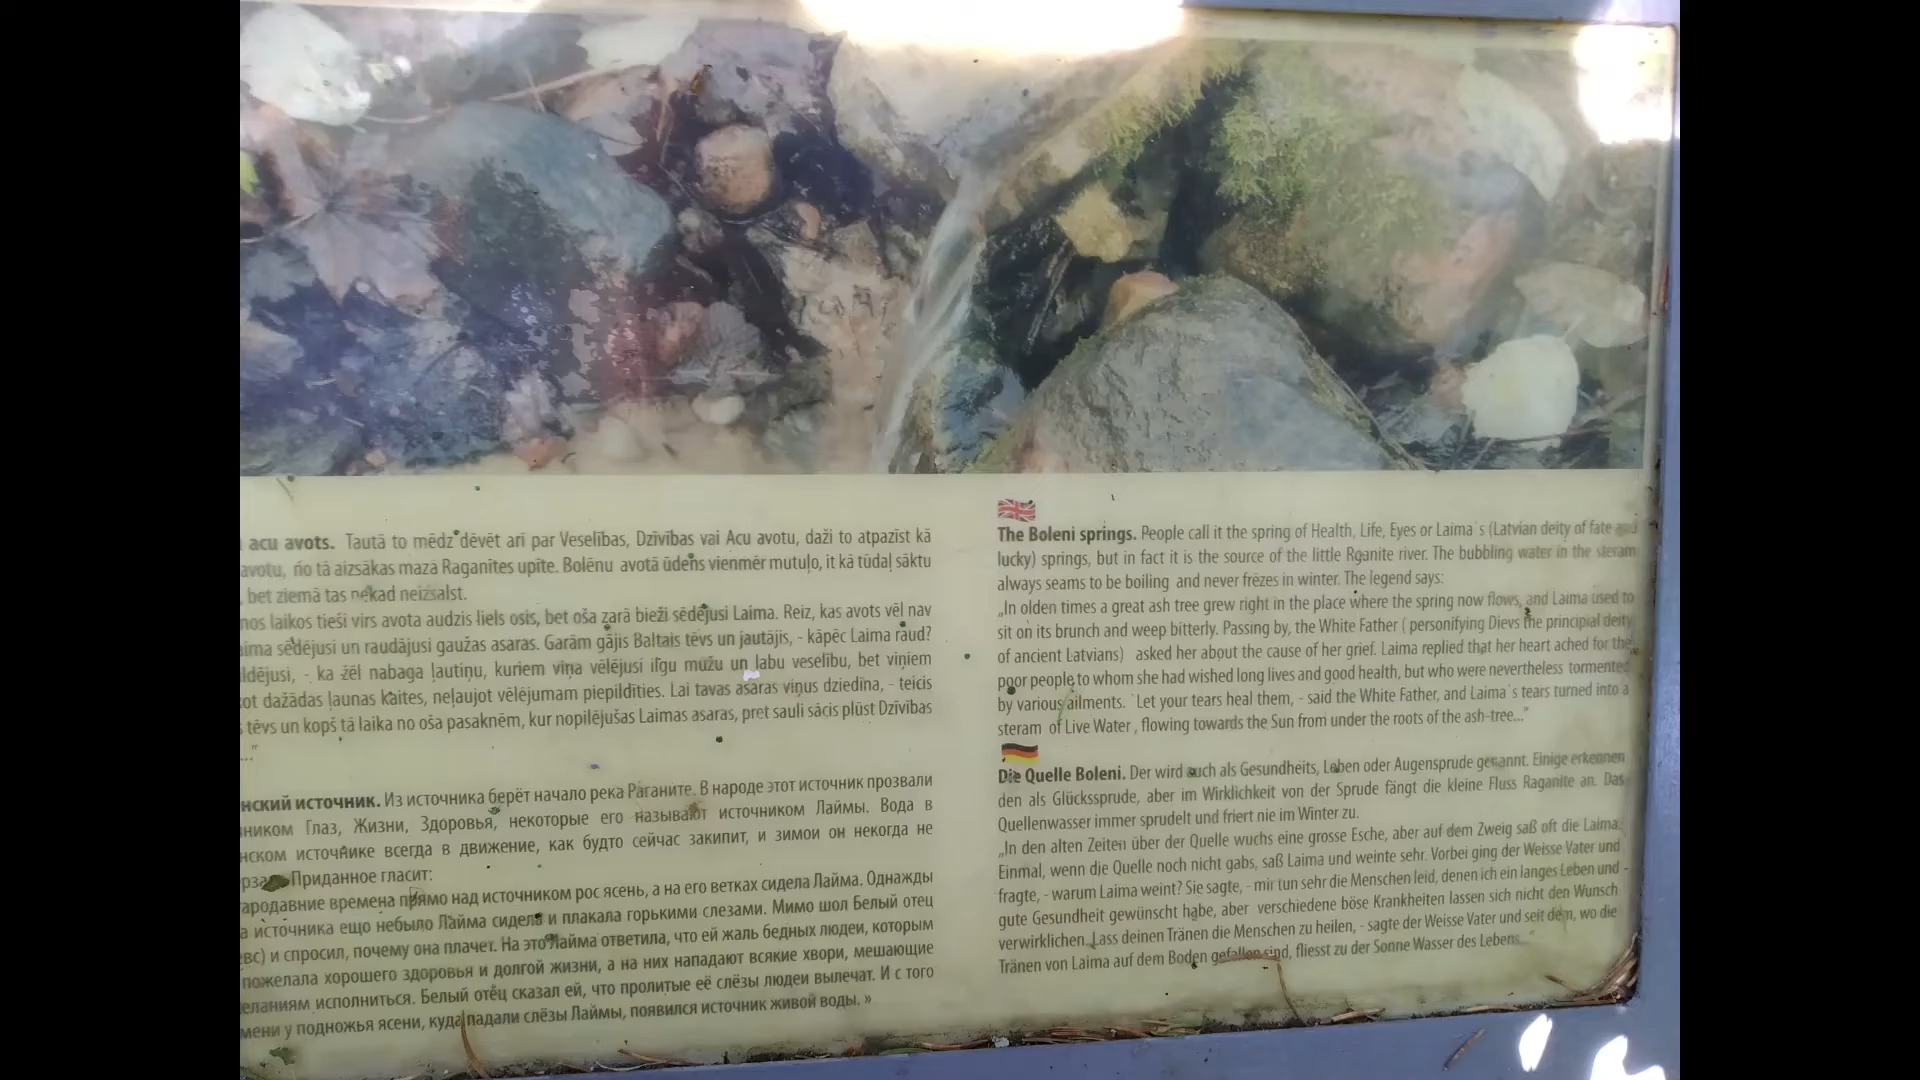 acu avots. Tautā to mēdz dēvēt arī par Veselības, Dzīvības vai Acu avotu, daži to atpazīst kā
avotu, no tā aizsākas mazā Raganītes upīte. Bolēnu avotā ūdens vienmēr mutuļo, it kā tūdaļ sāktu
, bet ziemā tas nekad neizsalst.
nos laikos tieši virs avota audzis liels osis, bet oša zarā bieži sēdējusi Laima. Reiz, kas avots vēl nav
aima sēdējusi un raudājusi gaužas asaras. Garām gājis Baltais tēvs un jautājis, - kāpēc Laima raud?
ldējusi, - ka žēl nabaga ļautiņu, kuriem viņa vēlējusi ilgu mužu un labu veselību, bet viņiem
ot dažādas ļaunas kaites, neļaujot vēlējumam piepildīties. Lai tavas asaras viņus dziedina, - teicis
tēvs un kopš tā laika no oša pasaknēm, kur nopilējušas Laimas asaras, pret sauli sācis plūst Dzīvības
..."
нский источник. Из источника берёт начало река Раганите. В народе этот источник прозвали
ником Глаз, Жизни, Здоровья, некоторые его называют источником Лаймы. Вода в
нском источнике всегда в движение, как будто сейчас закипит, и зимои он некогда не
рза Приданное гласит:
ародавние времена прямо над источником рос ясень, а на его ветках сидела Лайма. Однажды
а источника ещо небыло Лайма сидела и плакала горькими слезами. Мимо шол Белый отец
евс) и спросил, почему она плачет. На это Лайма ответила, что ей жаль бедных людеи, которым
пожелала хорошего здоровья и долгой жизни, а на них нападают всякие хвори, мешающие
еланиям исполниться. Белый отец сказал ей, что пролитые её слёзы людеи вылечат. И с того
мени у подножья ясени, куда падали слёзы Лаймы, появился источник живой воды. »
The Boleni springs. People call it the spring of Health, Life, Eyes or Laima`s (Latvian deity of fate and
lucky) springs, but in fact it is the source of the little Rganite river. The bubbling water in the steram
always seams to be boiling and never frezes in winter. The legend says:
„In olden times a great ash tree grew right in the place where the spring now flows, and Laima used to
sit on its brunch and weep bitterly. Passing by, the White Father ( personifying Dievs the principial deity
of ancient Latvians) asked her about the cause of her grief. Laima replied that her heart ached for the
poor people to whom she had wished long lives and good health, but who were nevertheless tormented
by various ailments. `Let your tears heal them, - said the White Father, and Laima`s tears turned into a
steram of Live Water , flowing towards the Sun from under the roots of the ash-tree..."
Die Quelle Boleni. Der wird auch als Gesundheits, Leben oder Augensprude genannt. Einige erkennen
den als Glückssprude, aber im Wirklichkeit von der Sprude fängt die kleine Fluss Raganite an. Das
Quellenwasser immer sprudelt und friert nie im Winter zu.
„In den alten Zeiten über der Quelle wuchs eine grosse Esche, aber auf dem Zweig saß oft die Laima.
Einmal, wenn die Quelle noch nicht gabs, saß Laima und weinte sehr. Vorbei ging der Weisse Vater und
fragte, - warum Laima weint? Sie sagte, - mir tun sehr die Menschen leid, denen ich ein langes Leben und -
gute Gesundheit gewünscht habe, aber verschiedene böse Krankheiten lassen sich nicht den Wunsch
verwirklichen. Lass deinen Tränen die Menschen zu heilen, - sagte der Weisse Vater und seit dem, wo die
Tränen von Laima auf dem Boden gefallen sind, fliesst zu der Sonne Wasser des Lebens..."